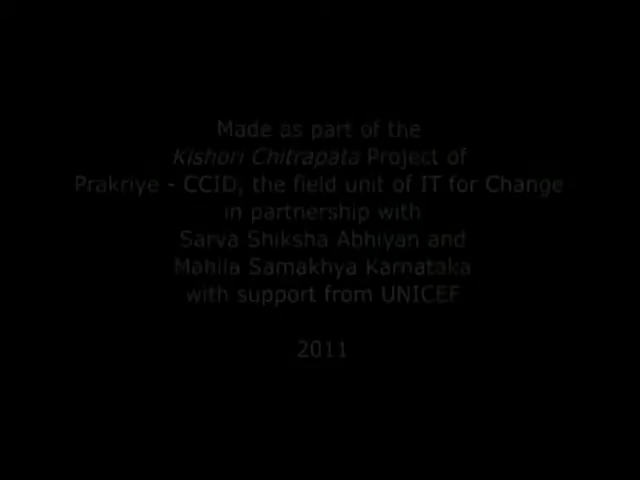 Made as part of the
Kishori Chitrapata Project of
Prakriye - CCID, the field unit of IT for Change
in partnership with
Sarva Shiksha Abhiyan and
Mahila Samakhya Karnataka
with support from UNICEF
2011